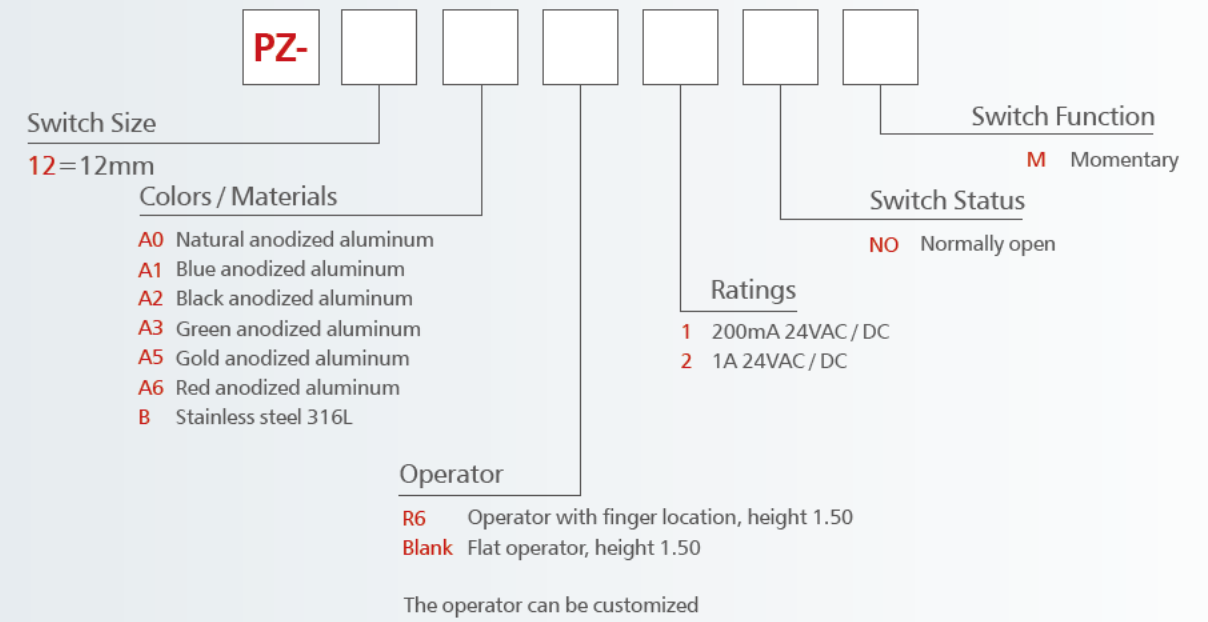 PZ-
Switch Size
12=12mm
Colors / Materials
A0 Natural anodized aluminum
A1 Blue anodized aluminum
A2 Black anodized aluminum
A3 Green anodized aluminum
A5 Gold anodized aluminum
A6 Red anodized aluminum
B Stainless steel 316L
Operator
R6 Operator with finger location, height 1.50
Blank Flat operator, height 1.50
The operator can be customized
Ratings
1 200mA 24VAC / DC
2 1A 24VAC / DC
Switch Status
NO Normally open
Switch Function
M Momentary